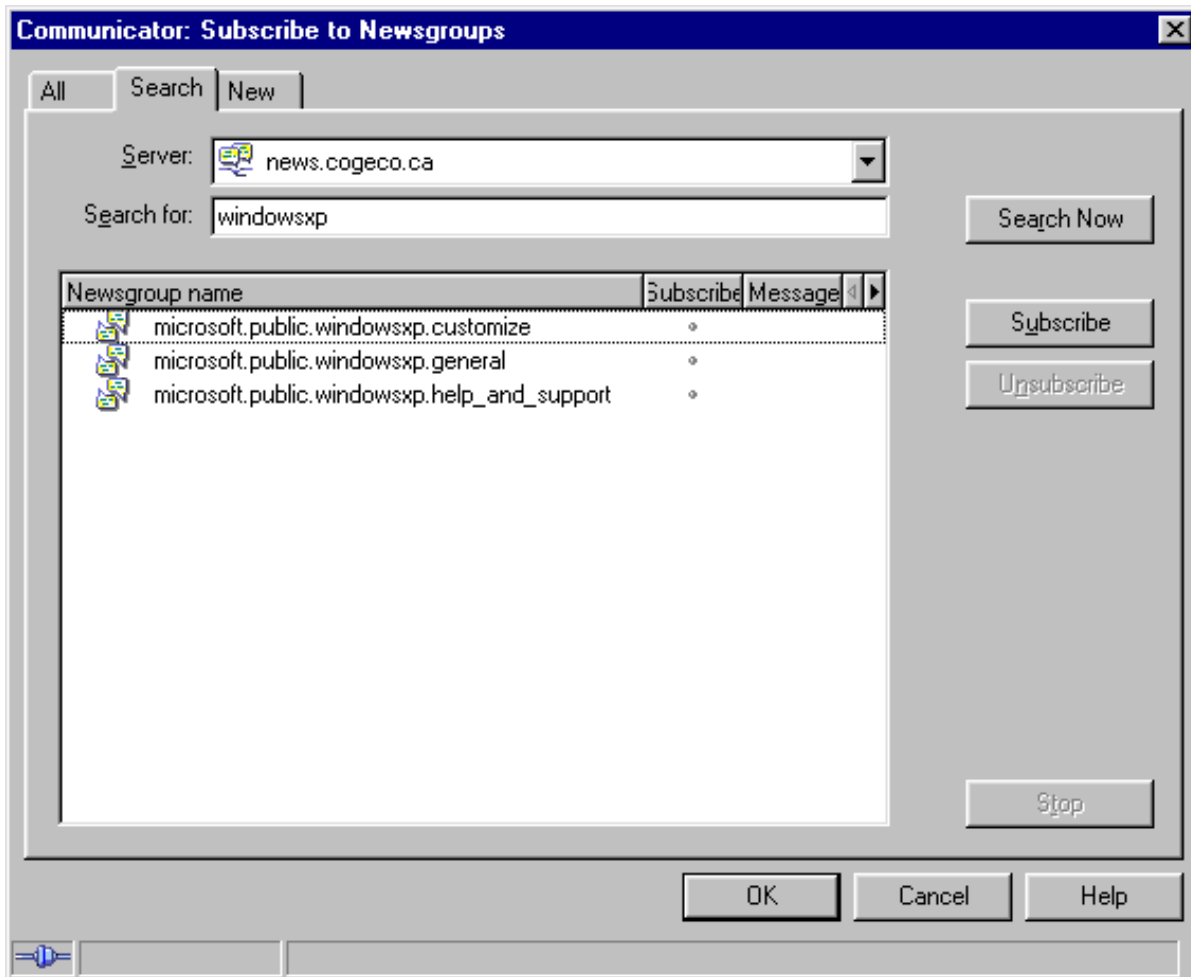 Communicator: Subscribe to Newsgroups
All Search New
Server: news.cogeco.ca
Search for: windowsxp
Search Now
Newsgroup name Subscribe Message
microsoft.public.windowsxp.customize
Subscribe
microsoft.public.windowsxp.general
Unsubscribe
microsoft.public.windowsxp.help_and_support
Stop
OK Cancel Help